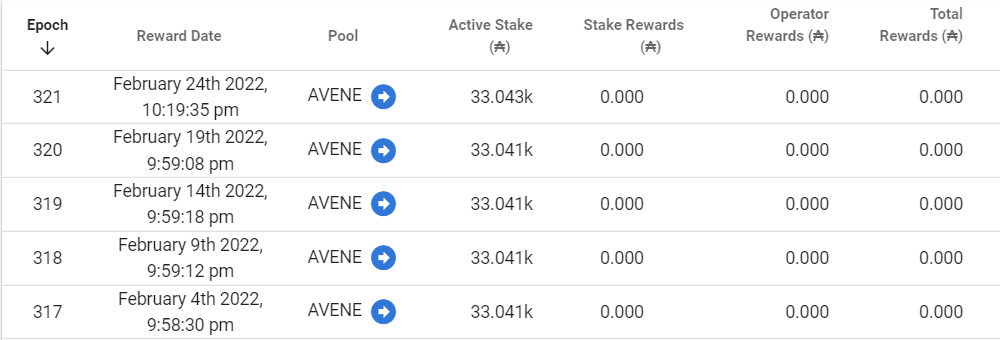 Epoch Reward Date Pool Active Stake (₳) Stake Rewards (₳) Operator Rewards (₳) Total Rewards (₳)
321 February 24th 2022, 10:19:35 pm AVENE 33.043k 0.000 0.000 0.000
320 February 19th 2022, 9:59:08 pm AVENE 33.041k 0.000 0.000 0.000
319 February 14th 2022, 9:59:18 pm AVENE 33.041k 0.000 0.000 0.000
318 February 9th 2022, 9:59:12 pm AVENE 33.041k 0.000 0.000 0.000
317 February 4th 2022, 9:58:30 pm AVENE 33.041k 0.000 0.000 0.000